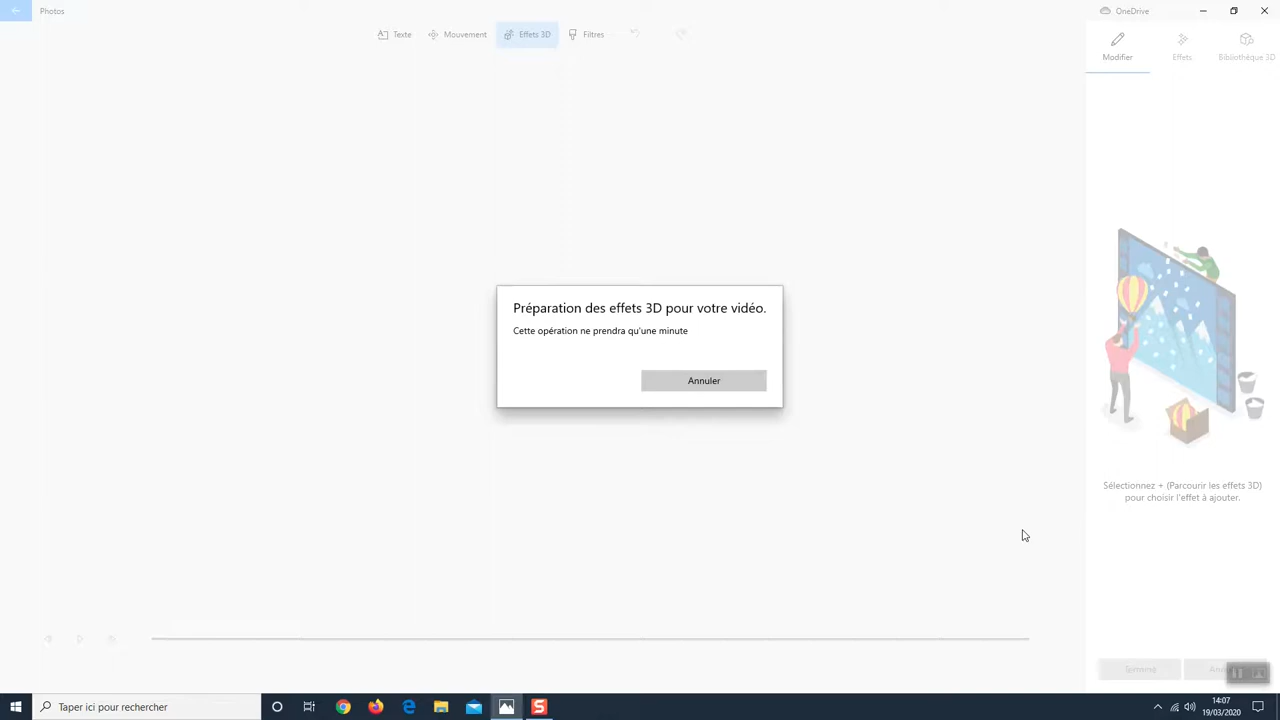 Photos
OneDrive
Texte
Mouvement
Effets 3D
Filtres
Modifier
Effets
Bibliothèque 3D
Préparation des effets 3D pour votre vidéo.
Cette opération ne prendra qu'une minute
Annuler
Sélectionnez + (Parcourir les effets 3D)
pour choisir l'effet à ajouter.
Terminé
Taper ici pour rechercher
14:07
19/03/2020